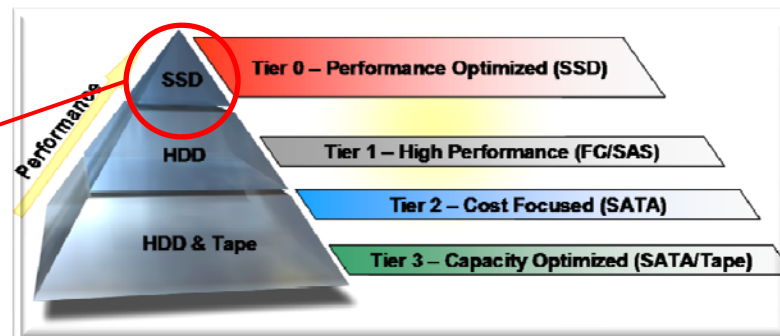 Performance
SSD
Tier 0 – Performance Optimized (SSD)
HDD
Tier 1 – High Performance (FC/SAS)
Tier 2 – Cost Focused (SATA)
HDD & Tape
Tier 3 – Capacity Optimized (SATA/Tape)